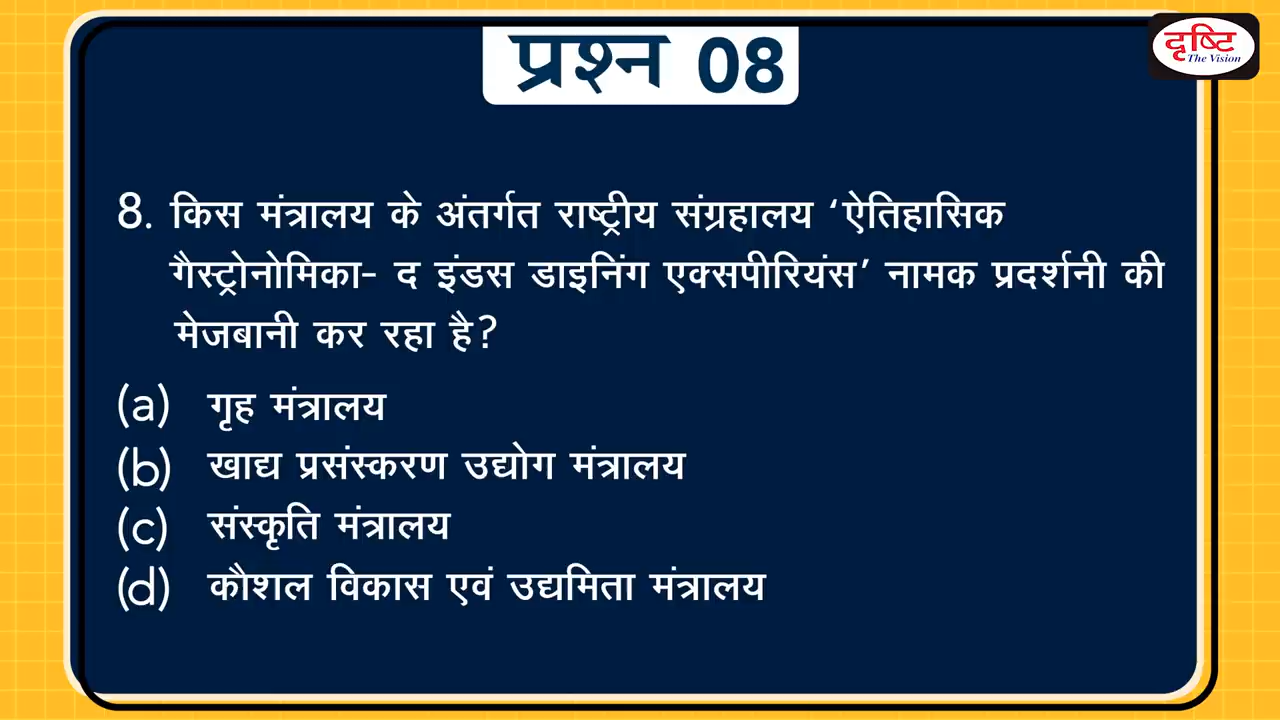 प्रश्न 08
दृष्टि
The Vision
8. किस मंत्रालय के अंतर्गत राष्ट्रीय संग्रहालय ‘ऐतिहासिक
गैस्ट्रोनोमिका- द इंडस डाइनिंग एक्सपीरियंस’ नामक प्रदर्शनी की
मेजबानी कर रहा है?
(a) गृह मंत्रालय
(b) खाद्य प्रसंस्करण उद्योग मंत्रालय
(c) संस्कृति मंत्रालय
(d) कौशल विकास एवं उद्यमिता मंत्रालय